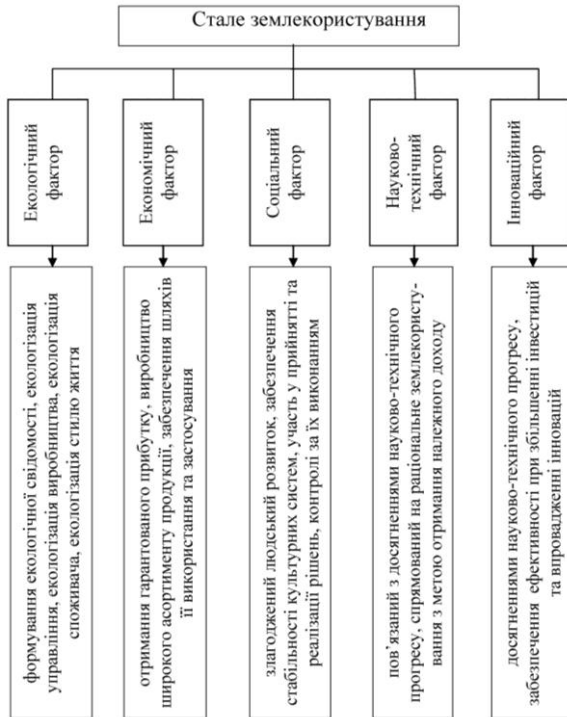 Стале землекористування
Екологічний
фактор
Економічний
фактор
Соціальний
фактор
Науково-
технічний
фактор
Інноваційний
фактор
формування екологічної свідомості, екологізація
управління, екологізація виробництва, екологізація
споживача, екологізація стилю життя
отримання гарантованого прибутку, виробництво
широкого асортименту продукції, забезпечення шляхів
її використання та застосування
злагоджений людський розвиток, забезпечення
стабільності культурних систем, участь у прийнятті та
реалізації рішень, контролі за їх виконанням
пов’язаний з досягненнями науково-технічного
прогресу, спрямований на раціональне землекористу-
вання з метою отримання належного доходу
досягненнями науково-технічного прогресу,
забезпечення ефективності при збільшенні інвестицій
та впровадженні інновацій